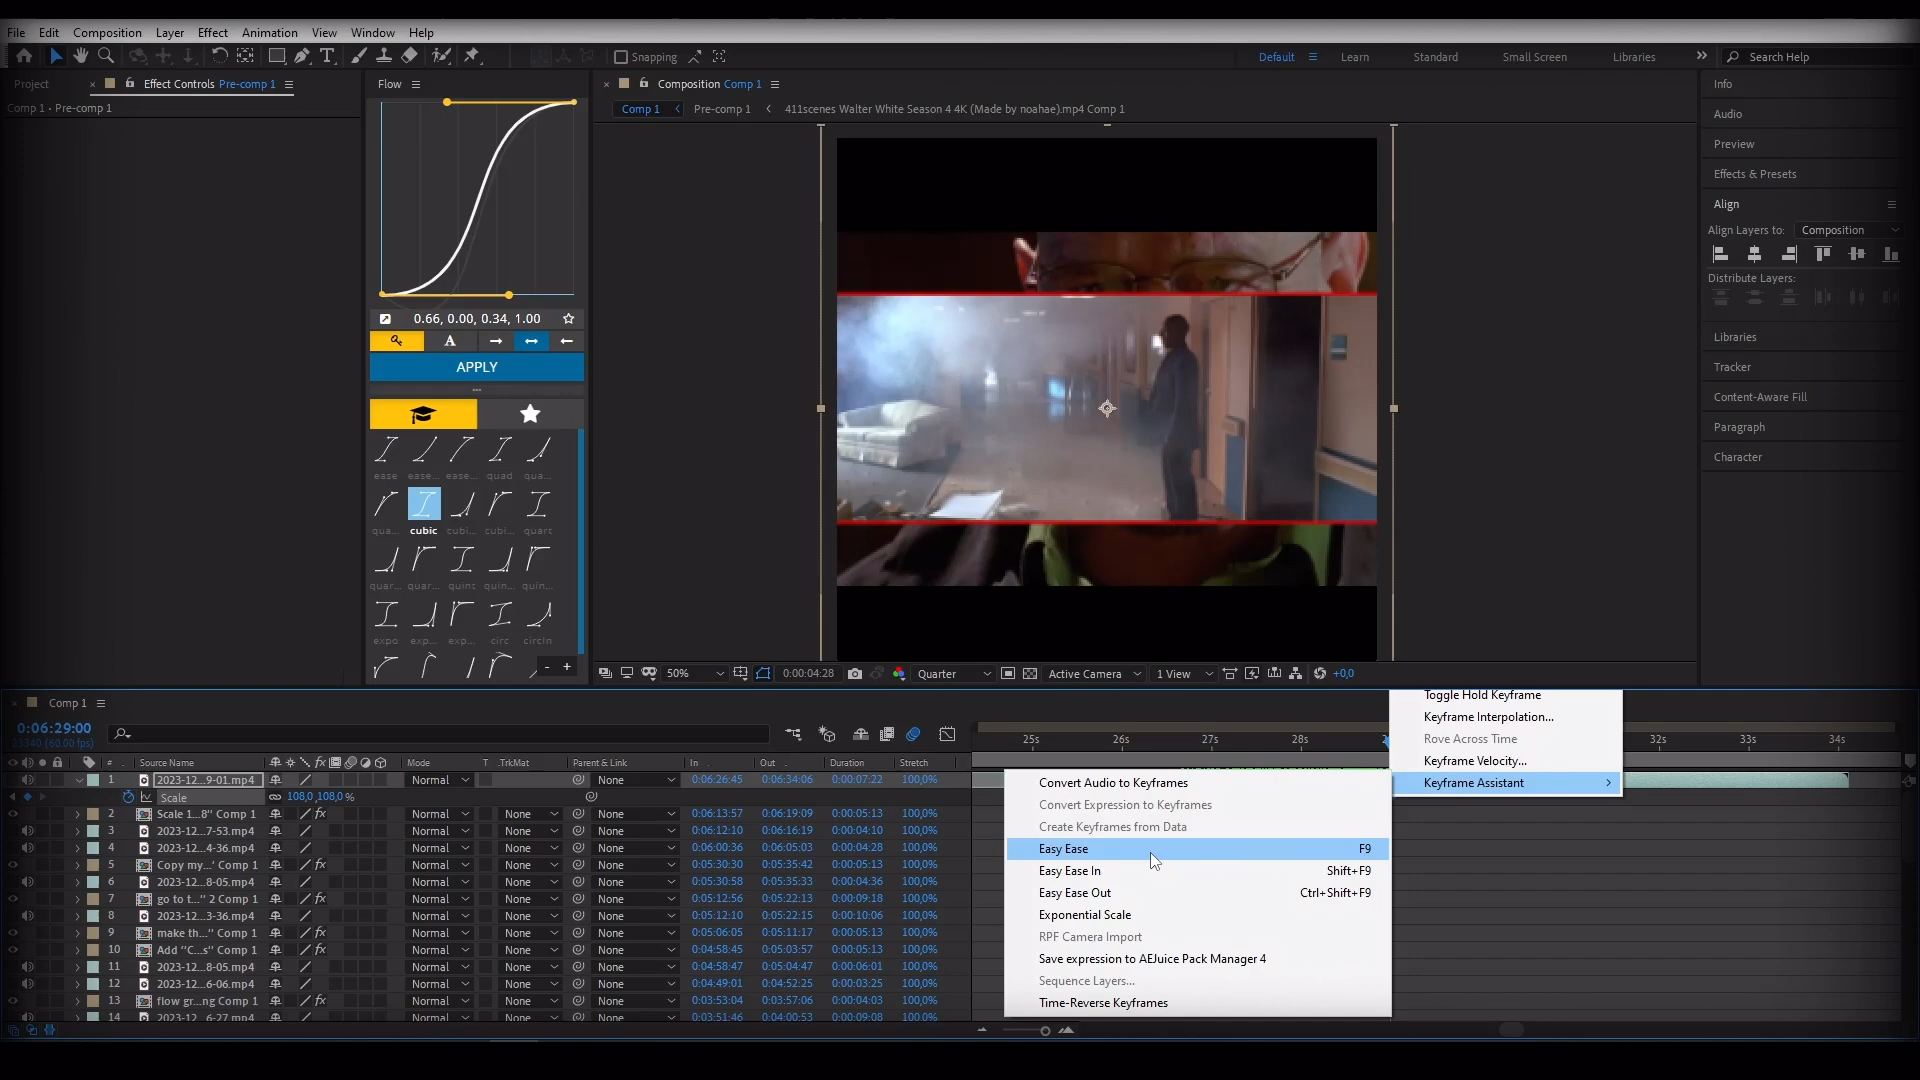 File Edit Composition Layer Effect Animation View Window Help
Snapping Default Learn Standard Small Screen Libraries Search Help
Project Effect Controls Pre-comp 1 Flow Composition Comp 1
Comp 1 • Pre-comp 1
Comp 1 Pre-comp 1 411scenes Walter White Season 4 4K (Made by noahae).mp4 Comp 1
0.66, 0.00, 0.34, 1.00
A
APPLY
ease ease... ease... quad qua...
qua... cubic cubi... cubi... quart
quar... quar... quint quin... quin...
expo exp... exp... circ circIn
- +
50% 0:00:04:28 Quarter Active Camera 1 View +0,0
Info
Audio
Preview
Effects & Presets
Align
Align Layers to: Composition
Distribute Layers:
Libraries
Tracker
Content-Aware Fill
Paragraph
Character
Comp 1
0:06:29:00
23340 (60.00 fps)
25s 26s 27s 28s 32s 33s 34s
# Source Name Mode T .TrkMat Parent & Link In Out Duration Stretch
1 2023-12...9-01.mp4 Normal None 0:06:26:45 0:06:34:06 0:00:07:22 100,0%
Scale 108,0,108,0%
2 Scale 1...8" Comp 1 Normal None None 0:06:13:57 0:06:19:09 0:00:05:13 100,0%
3 2023-12...7-53.mp4 Normal None None 0:06:12:10 0:06:16:19 0:00:04:10 100,0%
4 2023-12...4-36.mp4 Normal None None 0:06:00:36 0:06:05:03 0:00:04:28 100,0%
5 Copy my...' Comp 1 Normal None None 0:05:30:30 0:05:35:42 0:00:05:13 100,0%
6 2023-12...8-05.mp4 Normal None None 0:05:30:58 0:05:35:33 0:00:04:36 100,0%
7 go to t..." 2 Comp 1 Normal None None 0:05:12:56 0:05:22:13 0:00:09:18 100,0%
8 2023-12...3-36.mp4 Normal None None 0:05:12:10 0:05:22:15 0:00:10:06 100,0%
9 make th..." Comp 1 Normal None None 0:05:06:05 0:05:11:17 0:00:05:13 100,0%
10 Add "C...s" Comp 1 Normal None None 0:04:58:45 0:05:03:57 0:00:05:13 100,0%
11 2023-12...8-05.mp4 Normal None None 0:04:58:47 0:05:04:47 0:00:06:01 100,0%
12 2023-12...6-06.mp4 Normal None None 0:04:49:01 0:04:52:25 0:00:03:25 100,0%
13 flow gr...ng Comp 1 Normal None None 0:03:53:04 0:03:57:06 0:00:04:03 100,0%
14 2023-12...6-27.mp4 Normal None None 0:03:51:46 0:04:00:53 0:00:09:08 100,0%
Toggle Hold Keyframe
Keyframe Interpolation...
Rove Across Time
Keyframe Velocity...
Keyframe Assistant
Convert Audio to Keyframes
Convert Expression to Keyframes
Create Keyframes from Data
Easy Ease F9
Easy Ease In Shift+F9
Easy Ease Out Ctrl+Shift+F9
Exponential Scale
RPF Camera Import
Save expression to AEJuice Pack Manager 4
Sequence Layers...
Time-Reverse Keyframes